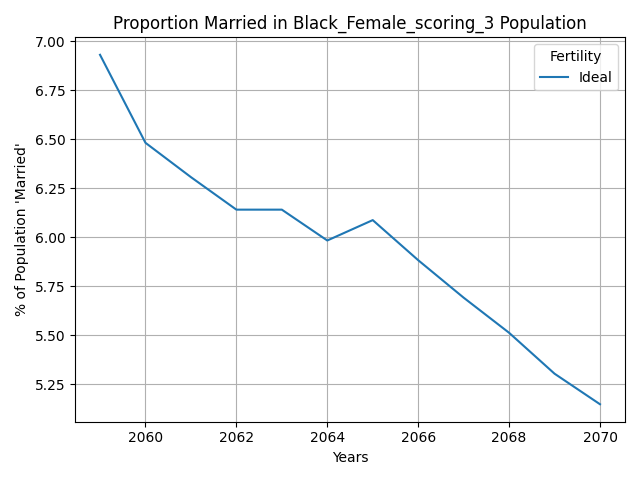 Proportion Married in Black_Female_scoring_3 Population
Fertility
Ideal
% of Population 'Married'
7.00
6.75
6.50
6.25
6.00
5.75
5.50
5.25
2060 2062 2064 2066 2068 2070
Years